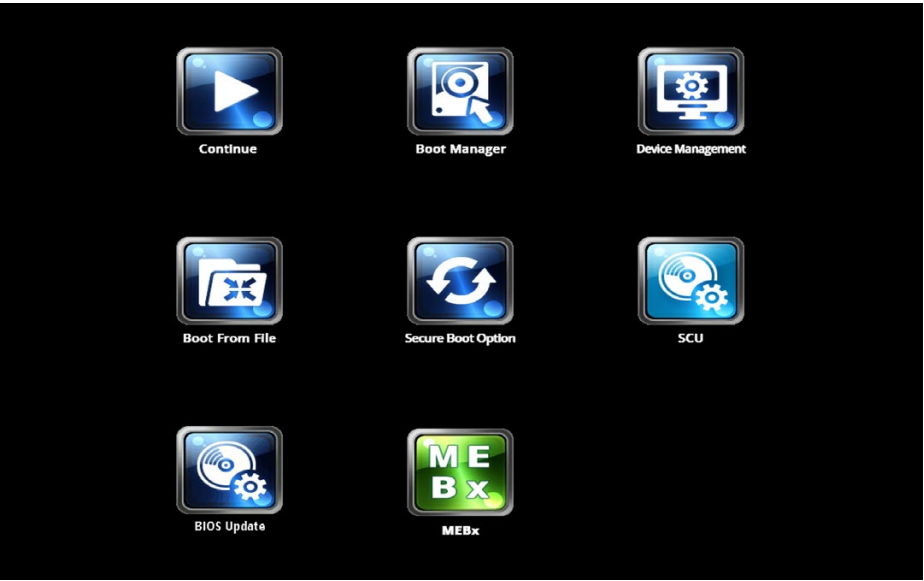 Continue
Boot Manager
Device Management
Boot From File
Secure Boot Option
SCU
BIOS Update
M E
B x
MEBx